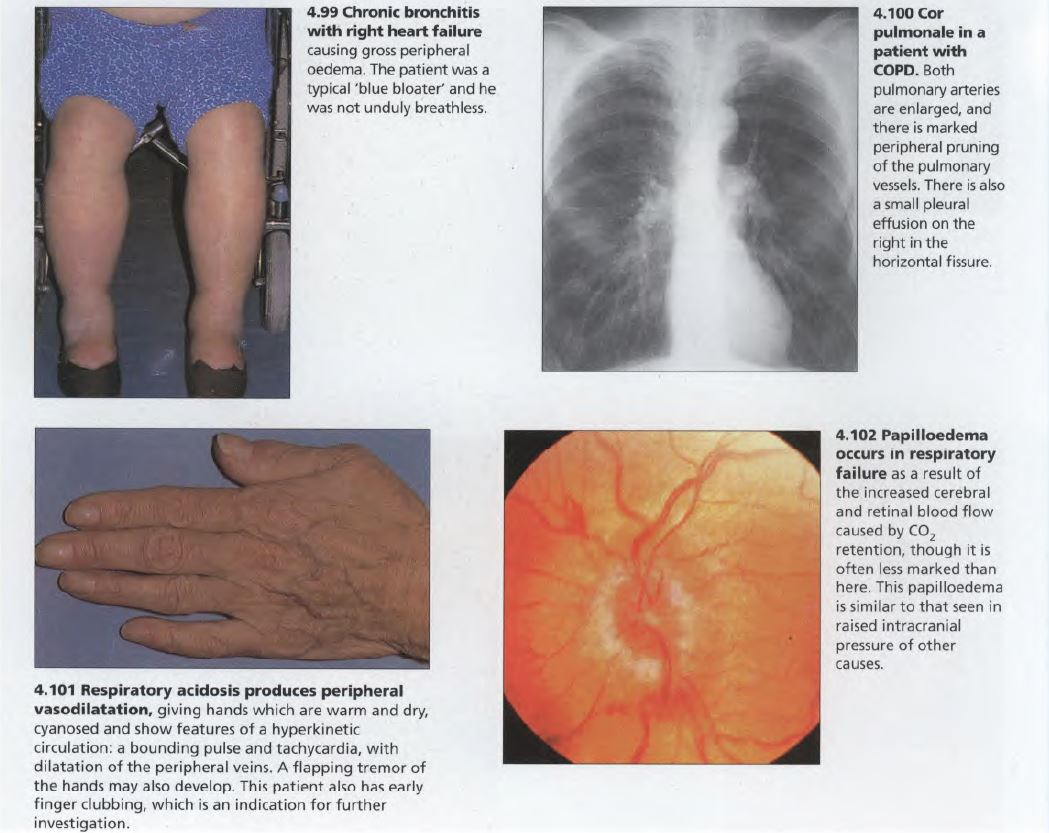 4.99 Chronic bronchitis
with right heart failure
causing gross peripheral
oedema. The patient was a
typical 'blue bloater' and he
was not unduly breathless.
4.100 Cor
pulmonale in a
patient with
COPD. Both
pulmonary arteries
are enlarged, and
there is marked
peripheral pruning
of the pulmonary
vessels. There is also
a small pleural
effusion on the
right in the
horizontal fissure.
4.101 Respiratory acidosis produces peripheral
vasodilatation, giving hands which are warm and dry,
cyanosed and show features of a hyperkinetic
circulation: a bounding pulse and tachycardia, with
dilatation of the peripheral veins. A flapping tremor of
the hands may also develop. This patient also has early
finger clubbing, which is an indication for further
investigation.
4.102 Papilloedema
occurs in respiratory
failure as a result of
the increased cerebral
and retinal blood flow
caused by CO₂
retention, though it is
often less marked than
here. This papilloedema
is similar to that seen in
raised intracranial
pressure of other
causes.